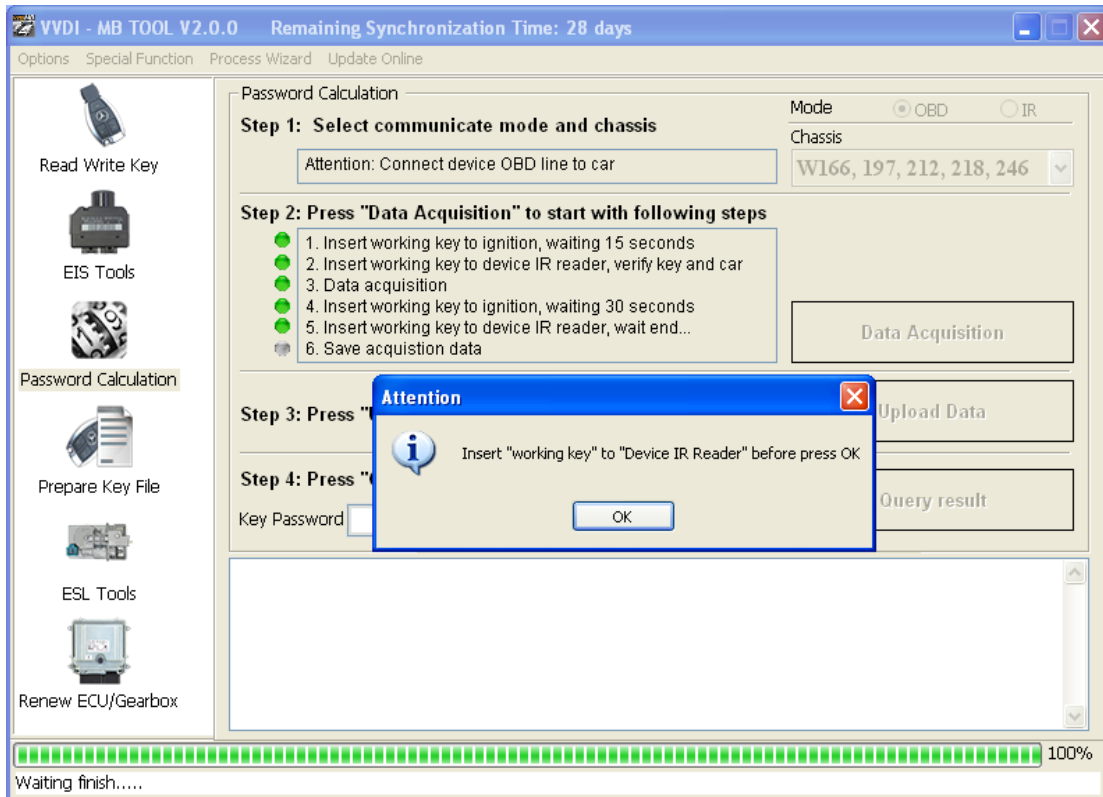 VVDI - MB TOOL V2.0.0 Remaining Synchronization Time: 28 days
Options Special Function Process Wizard Update Online
Read Write Key
EIS Tools
Password Calculation
Prepare Key File
ESL Tools
Renew ECU/Gearbox
Password Calculation
Step 1: Select communicate mode and chassis
Attention: Connect device OBD line to car
Mode OBD IR
Chassis
W166, 197, 212, 218, 246
Step 2: Press "Data Acquisition" to start with following steps
1. Insert working key to ignition, waiting 15 seconds
2. Insert working key to device IR reader, verify key and car
3. Data acquisition
4. Insert working key to ignition, waiting 30 seconds
5. Insert working key to device IR reader, wait end...
6. Save acquistion data
Data Acquisition
Step 3: Press "
Upload Data
Step 4: Press "
Query result
Key Password
Attention
Insert "working key" to "Device IR Reader" before press OK
OK
100%
Waiting finish.....